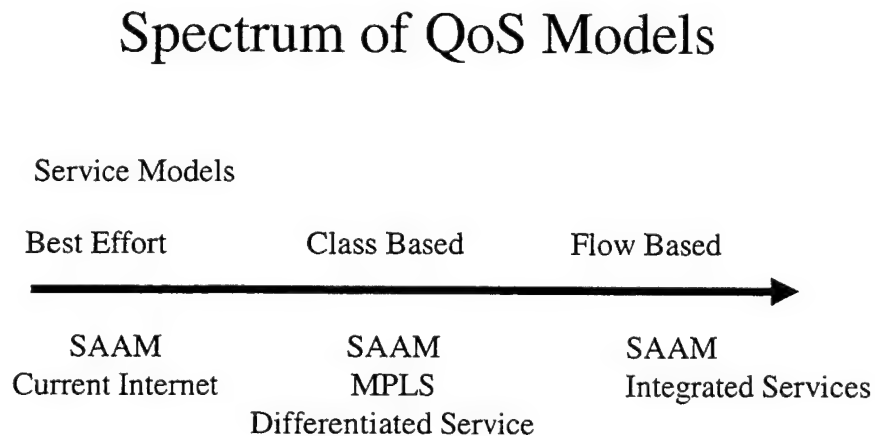 Spectrum of QoS Models
Service Models
Best Effort Class Based Flow Based
SAAM SAAM SAAM
Current Internet MPLS Integrated Services
Differentiated Service